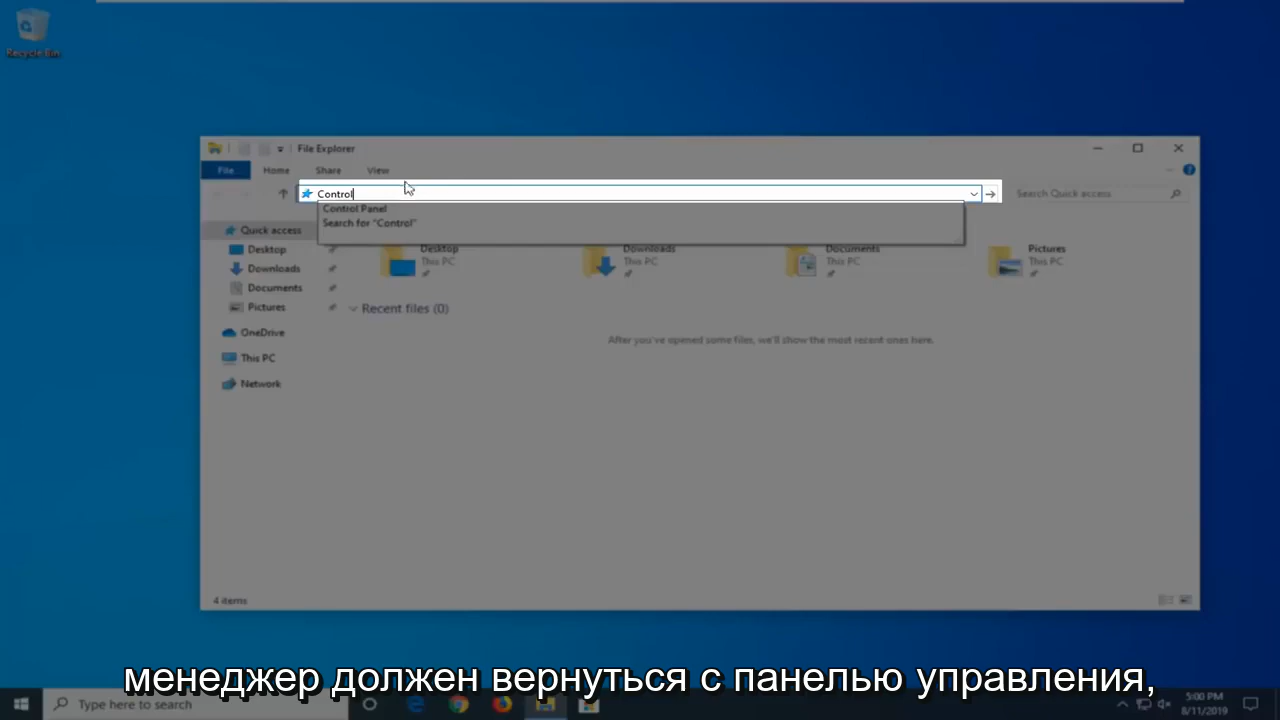 Recycle Bin
File Explorer
File Home Share View
Control
Search Quick access
Control Panel
Search for "Control"
Quick access
Desktop
Downloads
Documents
Pictures
OneDrive
This PC
Network
Desktop
This PC
Downloads
This PC
Documents
This PC
Pictures
This PC
Recent files (0)
After you've opened some files, we'll show the most recent ones here.
4 items
менеджер должен вернуться с панелью управления,
Type here to search
5:00 PM
8/11/2019